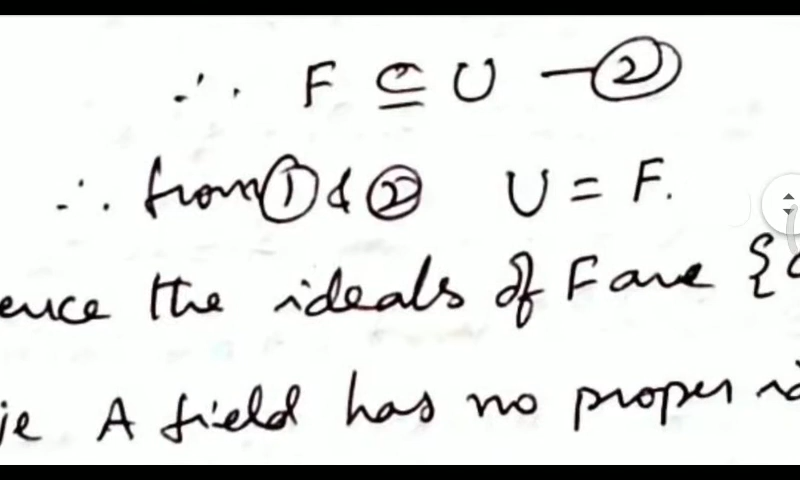 ∴ F ⊆ U —②
∴ from ① & ② U = F.
ence the ideals of F are {
ie A field has no proper